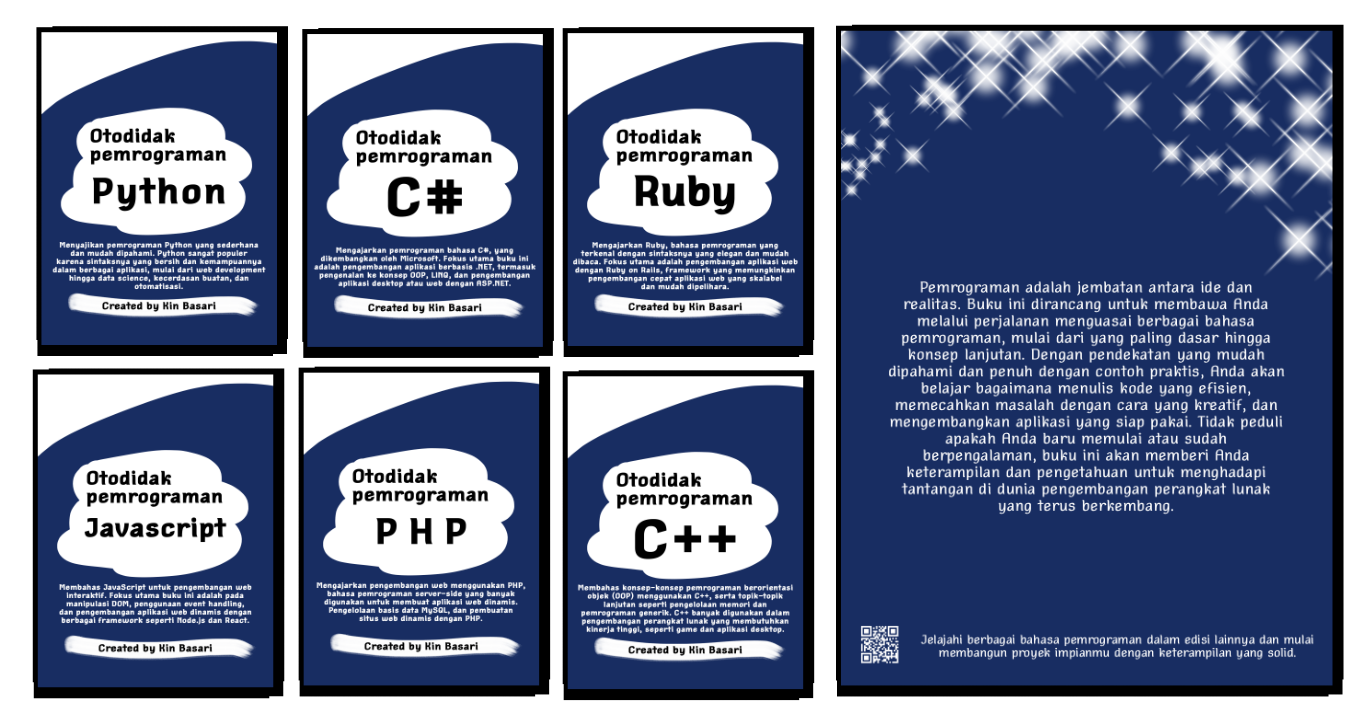 Otodidak
pemrograman
Python
Menyajikan pemrograman Python yang sederhana
dan mudah dipahami. Python sangat populer
karena sintaksnya yang bersih dan kemampuannya
dalam berbagai aplikasi, mulai dari web development
hingga data science, kecerdasan buatan, dan
otomatisasi.
Created by Kin Basari
Otodidak
pemrograman
C#
Mengajarkan pemrograman bahasa C#, yang
dikembangkan oleh Microsoft. Fokus utama buku ini
adalah pengembangan aplikasi berbasis .NET, termasuk
pengenalan ke konsep OOP, LINQ, dan pengembangan
aplikasi desktop atau web dengan ASP.NET.
Created by Kin Basari
Otodidak
pemrograman
Ruby
Mengajarkan Ruby, bahasa pemrograman yang
terkenal dengan sintaksnya yang elegan dan mudah
dibaca. Fokus utama adalah pengembangan aplikasi web
dengan Ruby on Rails, framework yang memungkinkan
pengembangan cepat aplikasi web yang skalabel
dan mudah dipelihara.
Created by Kin Basari
Otodidak
pemrograman
Javascript
Membahas JavaScript untuk pengembangan web
interaktif. Fokus utama buku ini adalah pada
manipulasi DOM, penggunaan event handling,
dan pengembangan aplikasi web dinamis dengan
berbagai framework seperti Node.js dan React.
Created by Kin Basari
Otodidak
pemrograman
PHP
Mengajarkan pengembangan web menggunakan PHP,
bahasa pemrograman server-side yang banyak
digunakan untuk membuat aplikasi web dinamis.
Pengelolaan basis data MySQL, dan pembuatan
situs web dinamis dengan PHP.
Created by Kin Basari
Otodidak
pemrograman
C++
Membahas konsep-konsep pemrograman berorientasi
objek (OOP) menggunakan C++, serta topik-topik
lanjutan seperti pengelolaan memori dan
pemrograman generik. C++ banyak digunakan dalam
pengembangan perangkat lunak yang membutuhkan
kinerja tinggi, seperti game dan aplikasi desktop.
Created by Kin Basari
Pemrograman adalah jembatan antara ide dan
realitas. Buku ini dirancang untuk membawa Anda
melalui perjalanan menguasai berbagai bahasa
pemrograman, mulai dari yang paling dasar hingga
konsep lanjutan. Dengan pendekatan yang mudah
dipahami dan penuh dengan contoh praktis, Anda akan
belajar bagaimana menulis kode yang efisien,
memecahkan masalah dengan cara yang kreatif, dan
mengembangkan aplikasi yang siap pakai. Tidak peduli
apakah Anda baru memulai atau sudah
berpengalaman, buku ini akan memberi Anda
keterampilan dan pengetahuan untuk menghadapi
tantangan di dunia pengembangan perangkat lunak
yang terus berkembang.
Jelajahi berbagai bahasa pemrograman dalam edisi lainnya dan mulai
membangun proyek impianmu dengan keterampilan yang solid.